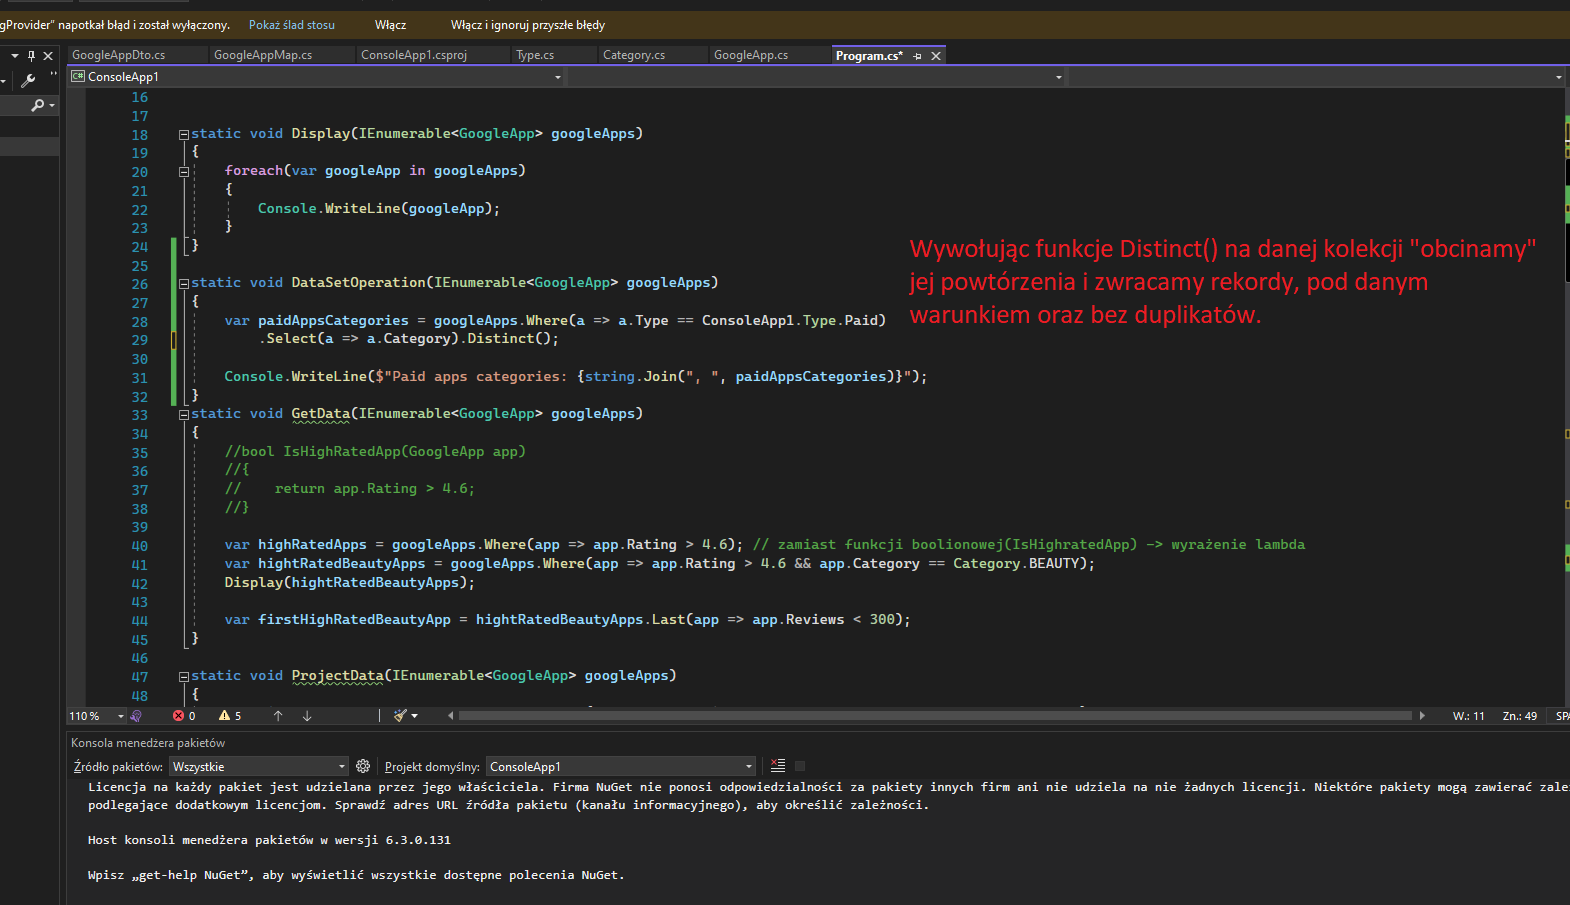 gProvider” napotkał błąd i został wyłączony. Pokaż ślad stosu Włącz Włącz i ignoruj przyszłe błędy
GoogleAppDto.cs GoogleAppMap.cs ConsoleApp1.csproj Type.cs Category.cs GoogleApp.cs Program.cs*
C# ConsoleApp1
16
17
18 static void Display(IEnumerable<GoogleApp> googleApps)
19 {
20 foreach(var googleApp in googleApps)
21 {
22 Console.WriteLine(googleApp);
23 }
24 }
25
26 static void DataSetOperation(IEnumerable<GoogleApp> googleApps)
27 {
28 var paidAppsCategories = googleApps.Where(a => a.Type == ConsoleApp1.Type.Paid)
29 .Select(a => a.Category).Distinct();
30
31 Console.WriteLine($"Paid apps categories: {string.Join(", ", paidAppsCategories)}");
32 }
33 static void GetData(IEnumerable<GoogleApp> googleApps)
34 {
35 //bool IsHighRatedApp(GoogleApp app)
36 //{
37 // return app.Rating > 4.6;
38 //}
39
40 var highRatedApps = googleApps.Where(app => app.Rating > 4.6); // zamiast funkcji boolionowej(IsHighratedApp) -> wyrażenie lambda
41 var hightRatedBeautyApps = googleApps.Where(app => app.Rating > 4.6 && app.Category == Category.BEAUTY);
42 Display(hightRatedBeautyApps);
43
44 var firstHighRatedBeautyApp = hightRatedBeautyApps.Last(app => app.Reviews < 300);
45 }
46
47 static void ProjectData(IEnumerable<GoogleApp> googleApps)
48 {
Wywołując funkcje Distinct() na danej kolekcji "obcinamy"
jej powtórzenia i zwracamy rekordy, pod danym
warunkiem oraz bez duplikatów.
110 % 0 5 W.: 11 Zn.: 49 SPA
Konsola menedżera pakietów
Źródło pakietów: Wszystkie Projekt domyślny: ConsoleApp1
Licencja na każdy pakiet jest udzielana przez jego właściciela. Firma NuGet nie ponosi odpowiedzialności za pakiety innych firm ani nie udziela na nie żadnych licencji. Niektóre pakiety mogą zawierać zale
podlegające dodatkowym licencjom. Sprawdź adres URL źródła pakietu (kanału informacyjnego), aby określić zależności.
Host konsoli menedżera pakietów w wersji 6.3.0.131
Wpisz „get-help NuGet”, aby wyświetlić wszystkie dostępne polecenia NuGet.